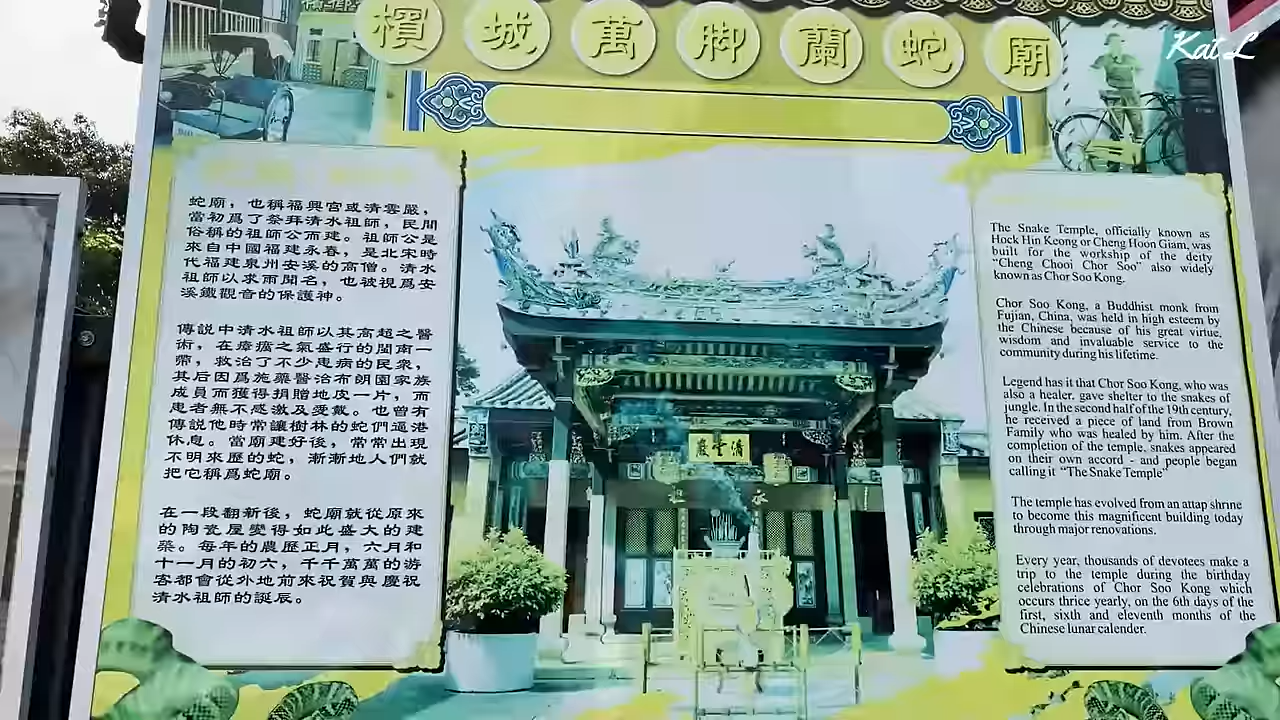 檳城萬脚蘭蛇廟
Kat L
蛇廟，也稱福興宮或清雲嚴，
當初爲了祭拜清水祖師，民間
俗稱的祖師公而建。祖師公是
來自中國福建永春，是北宋時
代福建泉州安溪的高僧。清水
祖師以求雨聞名，也被視爲安
溪鐵觀音的保護神。
傳説中清水祖師以其高超之醫
術，在瘴癘之氣盛行的閩南一
帶，救治了不少患病的民衆，
其后因爲施藥醫治布朗園家族
成員而獲得捐贈地皮一片，而
患者無不感激及愛戴。也曾有
傳説他時常讓樹林的蛇們逼港
休息。當廟建好後，常常出現
不明來歷的蛇，漸漸地人們就
把它稱爲蛇廟。
在一段翻新後，蛇廟就從原來
的陶瓷屋變得如此盛大的建
築。每年的農歷正月，六月和
十一月的初六，千千萬萬的游
客都會從外地前來祝賀與慶祝
清水祖師的誕辰。
清雲巖
The Snake Temple, officially known as
Hock Hin Keong or Cheng Hoon Giam, was
built for the workship of the deity
"Cheng Chooi Chor Soo" also widely
known as Chor Soo Kong.
Chor Soo Kong, a Buddhist monk from
Fujian, China, was held in high esteem by
the Chinese because of his great virtue,
wisdom and invaluable service to the
community during his lifetime.
Legend has it that Chor Soo Kong, who was
also a healer, gave shelter to the snakes of
jungle. In the second half of the 19th century,
he received a piece of land from Brown
Family who was healed by him. After the
completion of the temple, snakes appeared
on their own accord - and people began
calling it "The Snake Temple"
The temple has evolved from an attap shrine
to become this magnificent building today
through major renovations.
Every year, thousands of devotees make a
trip to the temple during the birthday
celebrations of Chor Soo Kong which
occurs thrice yearly, on the 6th days of the
first, sixth and eleventh months of the
Chinese lunar calender.